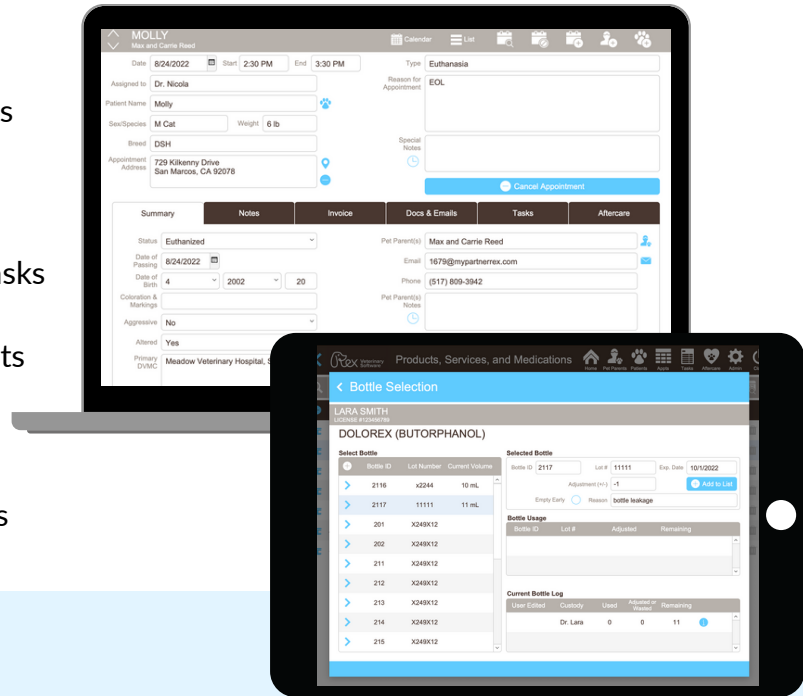 s
asks
ts
s
MOLLY
Max and Carrie Reed
Calendar
List
Date 8/24/2022 Start 2:30 PM End 3:30 PM
Type Euthanasia
Assigned to Dr. Nicola
Reason for Appointment EOL
Patient Name Molly
Sex/Species M Cat Weight 6 lb
Breed DSH
Special Notes
Appointment Address 729 Kilkenny Drive
San Marcos, CA 92078
Cancel Appointment
Summary Notes Invoice Docs & Emails Tasks Aftercare
Status Euthanized
Pet Parent(s) Max and Carrie Reed
Date of Passing 8/24/2022
Email 1679@mypartnerrex.com
Date of Birth 4 2002 20
Phone (517) 809-3942
Coloration & Markings
Pet Parent(s) Notes
Aggressive No
Altered Yes
Primary DVMC Meadow Veterinary Hospital, S
Rex Veterinary Software Products, Services, and Medications
Home Pet Parents Patients Appts Tasks Aftercare Admin
< Bottle Selection
LARA SMITH
LICENSE #123456789
DOLOREX (BUTORPHANOL)
Select Bottle
Bottle ID Lot Number Current Volume
2116 x2244 10 mL
2117 11111 11 mL
201 X249X12
202 X249X12
211 X249X12
212 X249X12
213 X249X12
214 X249X12
215 X249X12
Selected Bottle
Bottle ID 2117 Lot # 11111 Exp. Date 10/1/2022
Adjustment (+/-) -1 Add to List
Empty Early Reason bottle leakage
Bottle Usage
Bottle ID Lot # Adjusted Remaining
Current Bottle Log
User Edited Custody Used Adjusted or Wasted Remaining
Dr. Lara 0 0 11